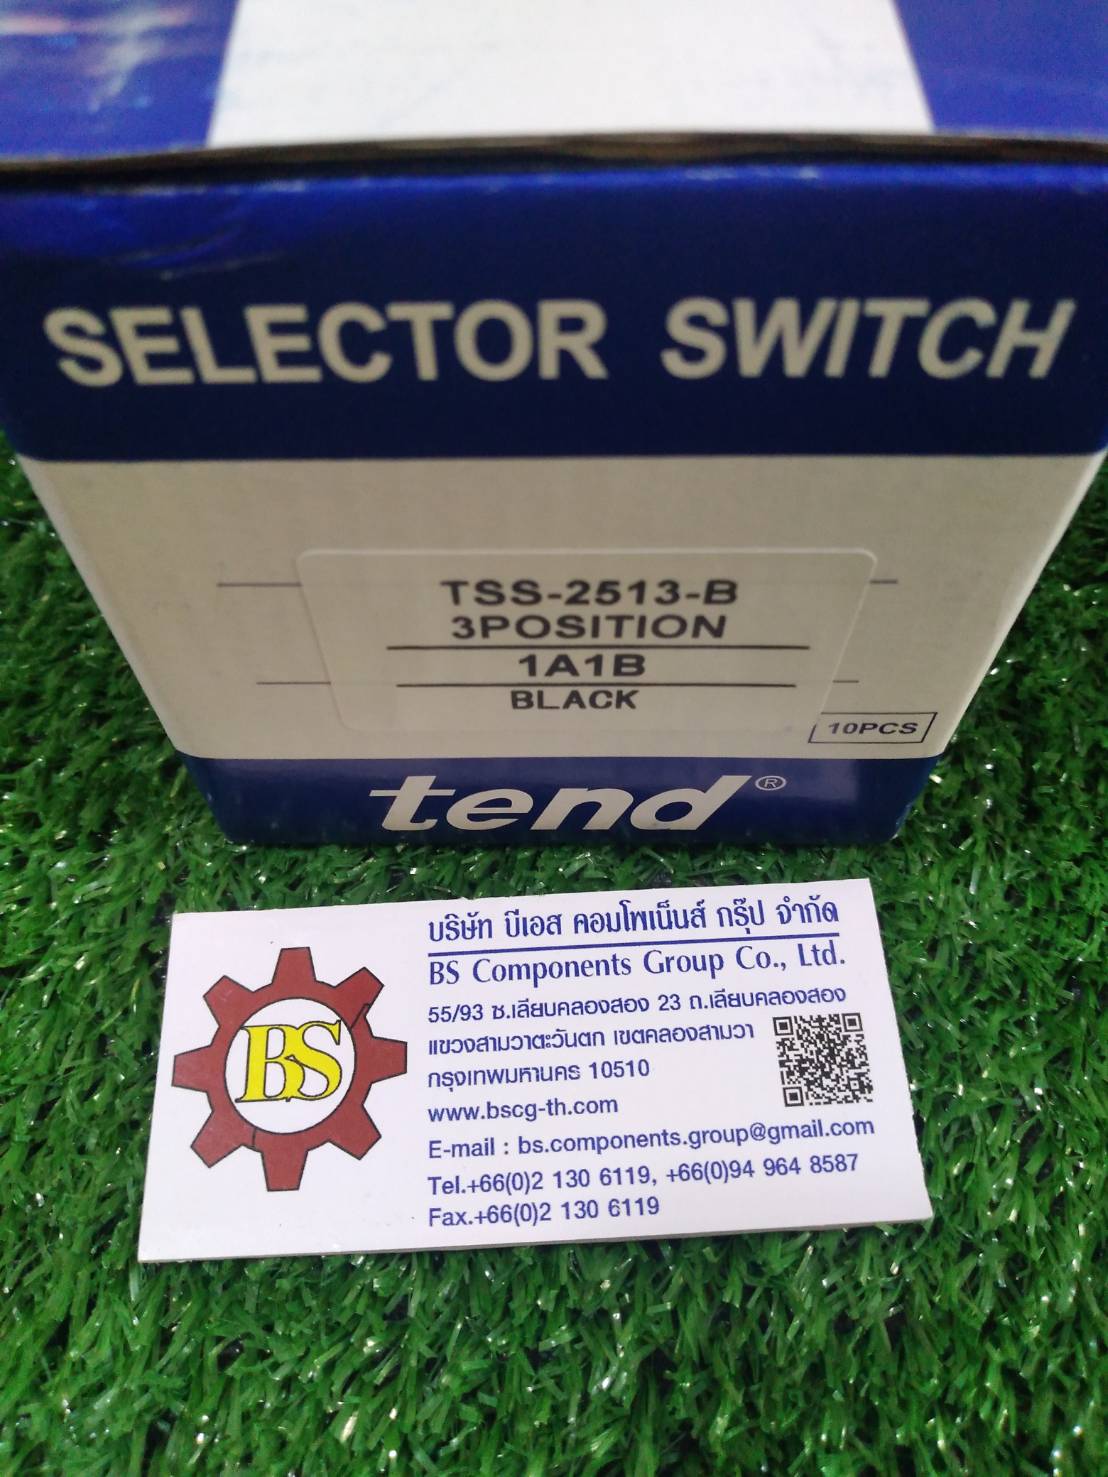 SELECTOR SWITCH
TSS-2513-B
3POSITION
1A1B
BLACK
10PCS
tend®
บริษัท บีเอส คอมโพเน็นส์ กรุ๊ป จำกัด
BS Components Group Co., Ltd.
55/93 ซ.เลียบคลองสอง 23 ถ.เลียบคลองสอง
แขวงสามวาตะวันตก เขตคลองสามวา
กรุงเทพมหานคร 10510
www.bscg-th.com
E-mail : bs.components.group@gmail.com
Tel.+66(0)2 130 6119, +66(0)94 964 8587
Fax.+66(0)2 130 6119
BS